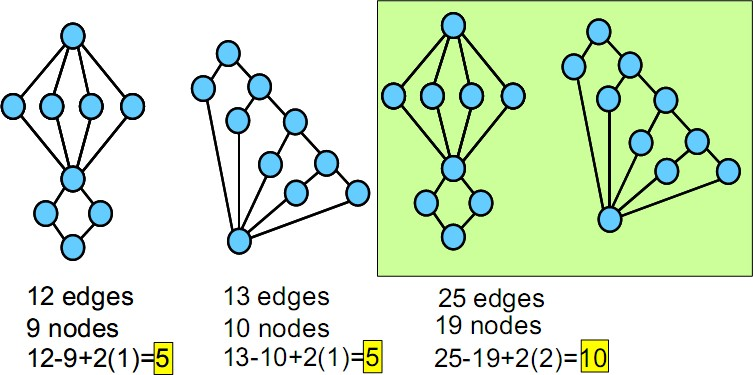 12 edges
9 nodes
12-9+2(1)=5
13 edges
10 nodes
13-10+2(1)=5
25 edges
19 nodes
25-19+2(2)=10